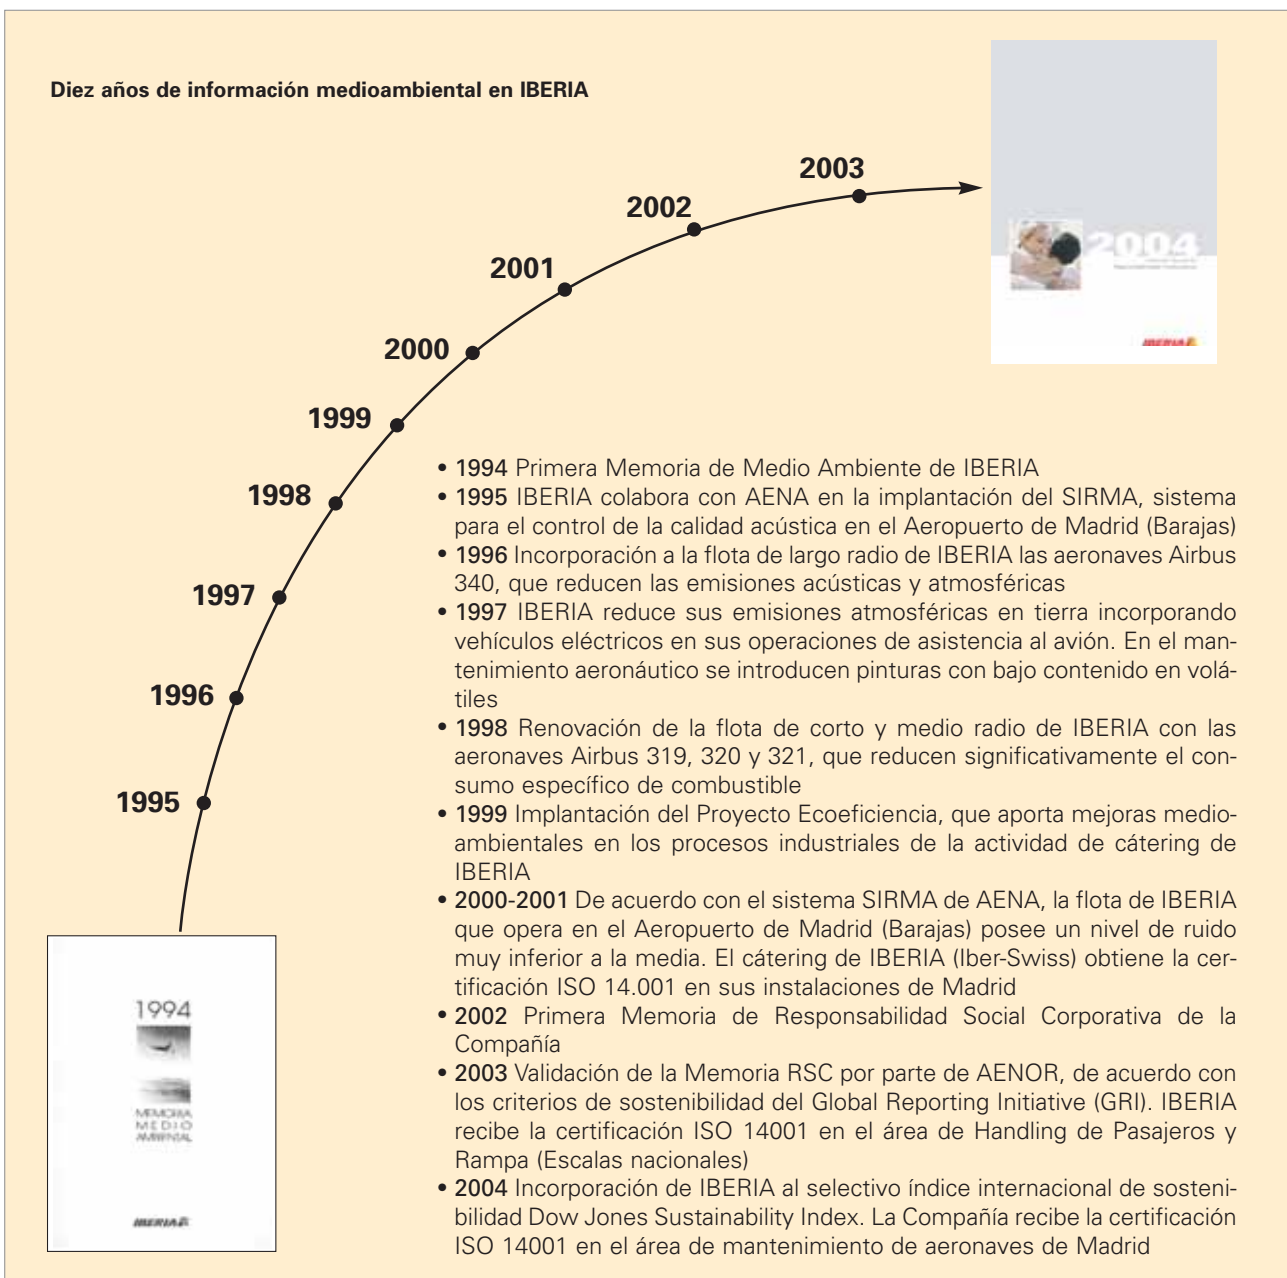 Diez años de información medioambiental en IBERIA
2003
2002
2001
2000
1999
1998
1997
1996
1995
2004
IBERIA
• 1994 Primera Memoria de Medio Ambiente de IBERIA
• 1995 IBERIA colabora con AENA en la implantación del SIRMA, sistema
para el control de la calidad acústica en el Aeropuerto de Madrid (Barajas)
• 1996 Incorporación a la flota de largo radio de IBERIA las aeronaves Airbus
340, que reducen las emisiones acústicas y atmosféricas
• 1997 IBERIA reduce sus emisiones atmosféricas en tierra incorporando
vehículos eléctricos en sus operaciones de asistencia al avión. En el man-
tenimiento aeronáutico se introducen pinturas con bajo contenido en volá-
tiles
• 1998 Renovación de la flota de corto y medio radio de IBERIA con las
aeronaves Airbus 319, 320 y 321, que reducen significativamente el con-
sumo específico de combustible
• 1999 Implantación del Proyecto Ecoeficiencia, que aporta mejoras medio-
ambientales en los procesos industriales de la actividad de cátering de
IBERIA
• 2000-2001 De acuerdo con el sistema SIRMA de AENA, la flota de IBERIA
que opera en el Aeropuerto de Madrid (Barajas) posee un nivel de ruido
muy inferior a la media. El cátering de IBERIA (Iber-Swiss) obtiene la cer-
tificación ISO 14.001 en sus instalaciones de Madrid
• 2002 Primera Memoria de Responsabilidad Social Corporativa de la
Compañía
• 2003 Validación de la Memoria RSC por parte de AENOR, de acuerdo con
los criterios de sostenibilidad del Global Reporting Initiative (GRI). IBERIA
recibe la certificación ISO 14001 en el área de Handling de Pasajeros y
Rampa (Escalas nacionales)
• 2004 Incorporación de IBERIA al selectivo índice internacional de sosteni-
bilidad Dow Jones Sustainability Index. La Compañía recibe la certificación
ISO 14001 en el área de mantenimiento de aeronaves de Madrid
1994
MEMORIA
MEDIO
AMBIENTAL
IBERIA